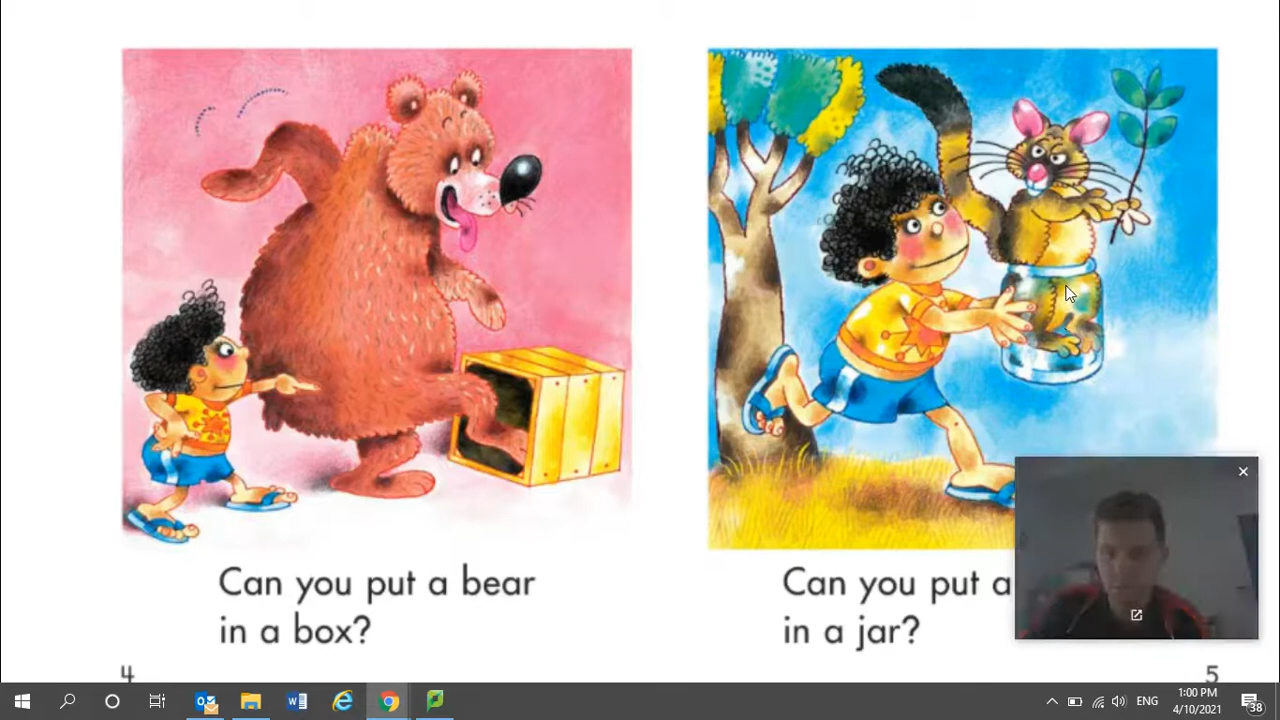 Can you put a bear
in a box?
4
Can you put a
in a jar?
5
ENG
1:00 PM
4/10/2021
38